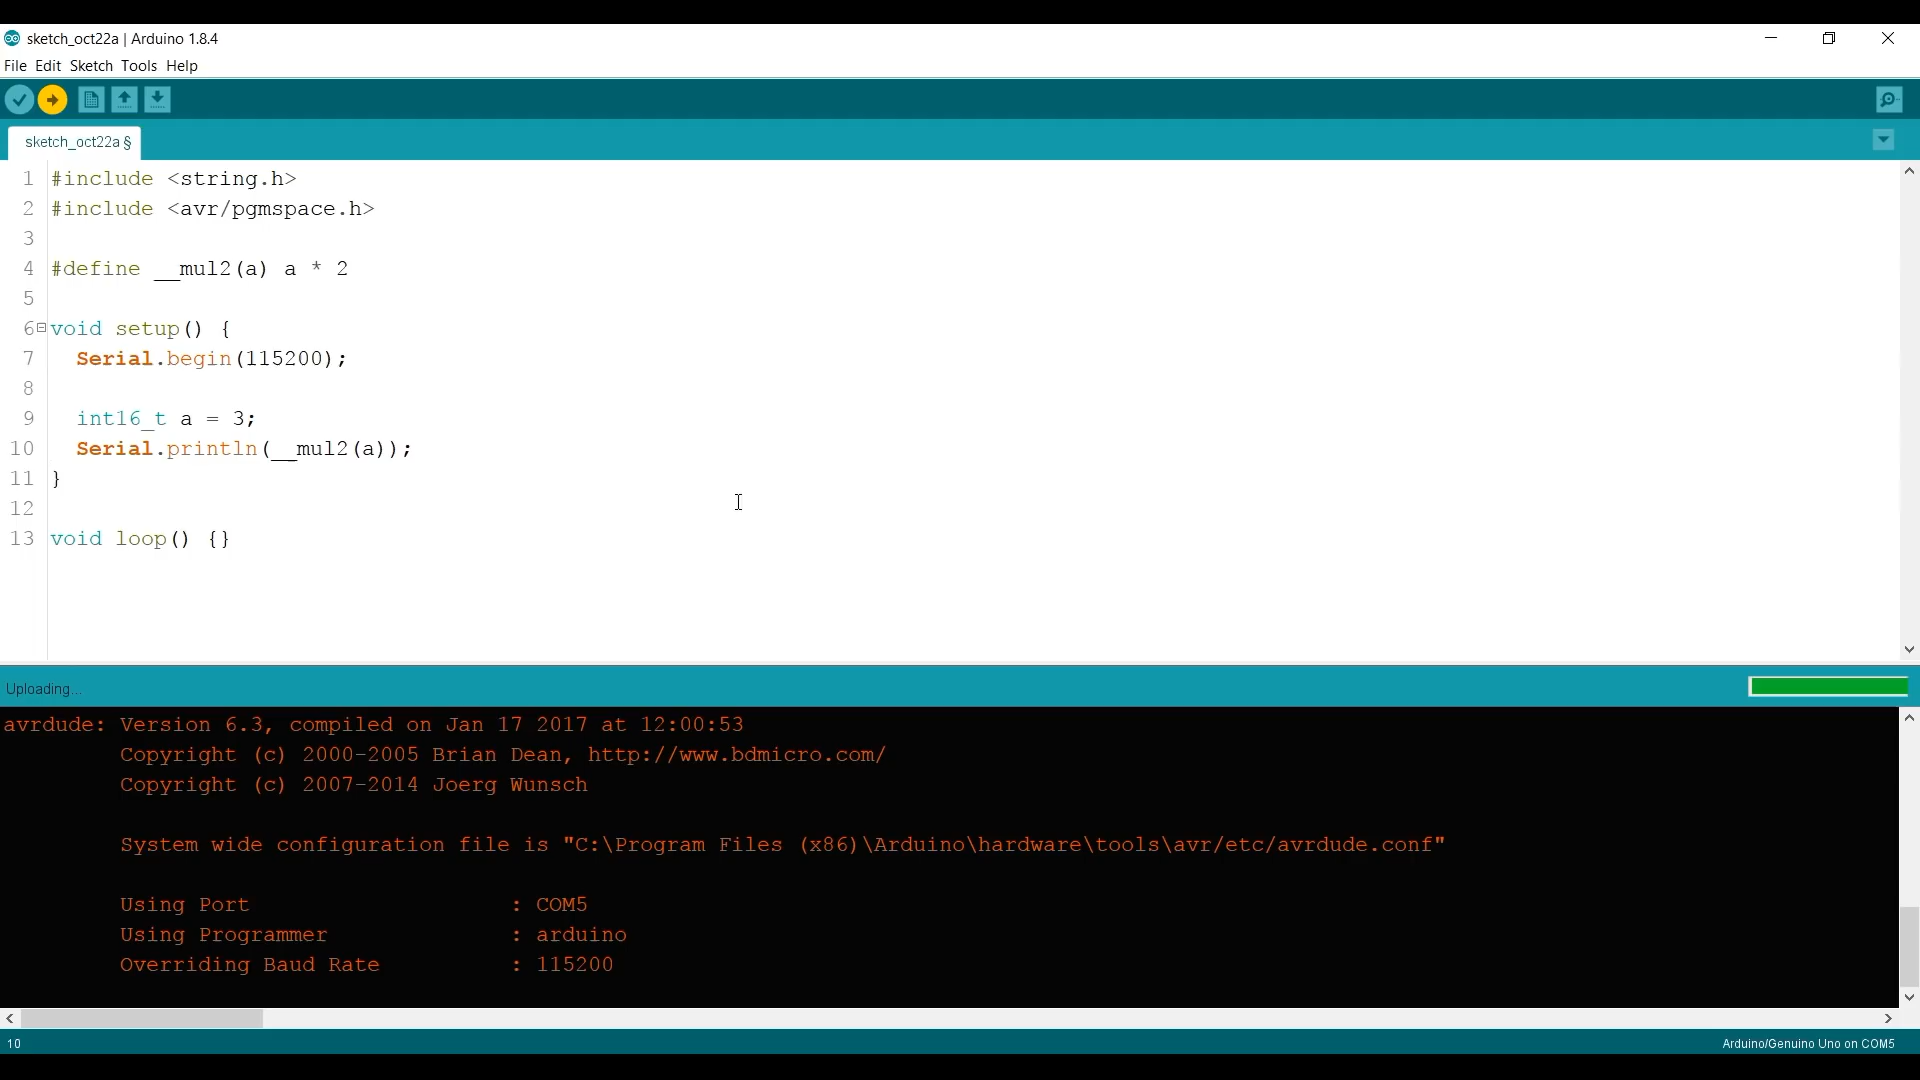 sketch_oct22a | Arduino 1.8.4
File Edit Sketch Tools Help
sketch_oct22a §
1 #include <string.h>
2 #include <avr/pgmspace.h>
3
4 #define __mul2(a) a * 2
5
6 void setup() {
7   Serial.begin(115200);
8
9   int16_t a = 3;
10   Serial.println(__mul2(a));
11 }
12
13 void loop() {}
Uploading...
avrdude: Version 6.3, compiled on Jan 17 2017 at 12:00:53
Copyright (c) 2000-2005 Brian Dean, http://www.bdmicro.com/
Copyright (c) 2007-2014 Joerg Wunsch
System wide configuration file is "C:\Program Files (x86)\Arduino\hardware\tools\avr/etc/avrdude.conf"
Using Port : COM5
Using Programmer : arduino
Overriding Baud Rate : 115200
10
Arduino/Genuino Uno on COM5